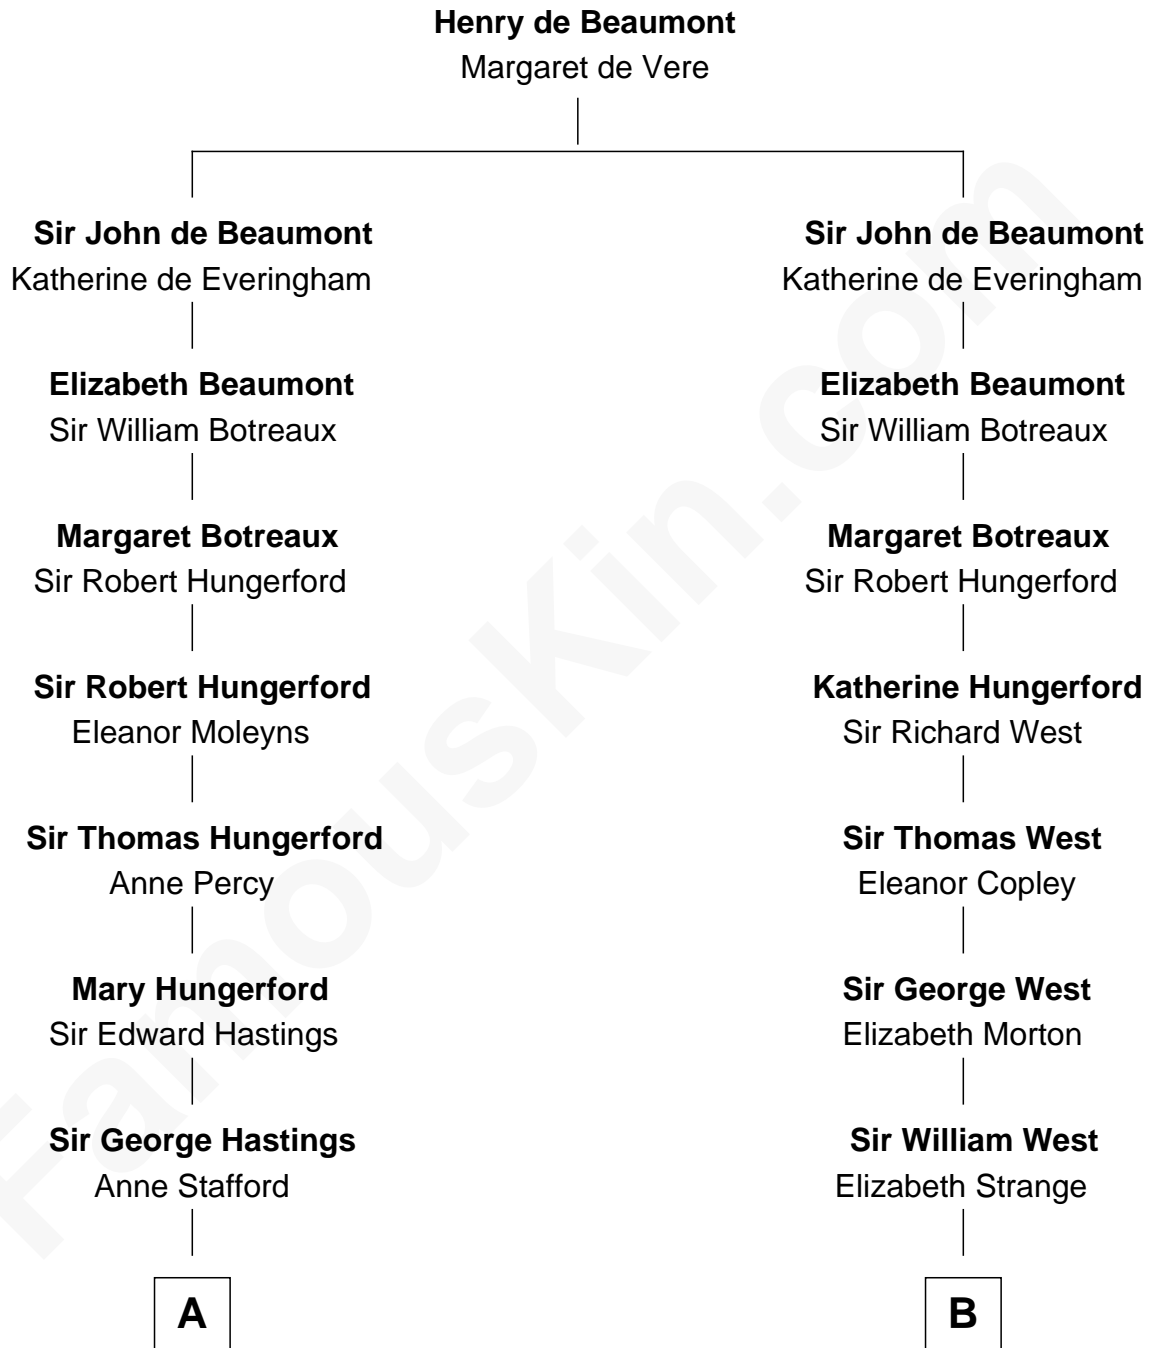 Henry de Beaumont
Margaret de Vere
Sir John de Beaumont
Katherine de Everingham
Sir John de Beaumont
Katherine de Everingham
Elizabeth Beaumont
Sir William Botreaux
Elizabeth Beaumont
Sir William Botreaux
Margaret Botreaux
Sir Robert Hungerford
Margaret Botreaux
Sir Robert Hungerford
Sir Robert Hungerford
Eleanor Moleyns
Katherine Hungerford
Sir Richard West
Sir Thomas Hungerford
Anne Percy
Sir Thomas West
Eleanor Copley
Mary Hungerford
Sir Edward Hastings
Sir George West
Elizabeth Morton
Sir George Hastings
Anne Stafford
Sir William West
Elizabeth Strange
A
B
FamousKin.com